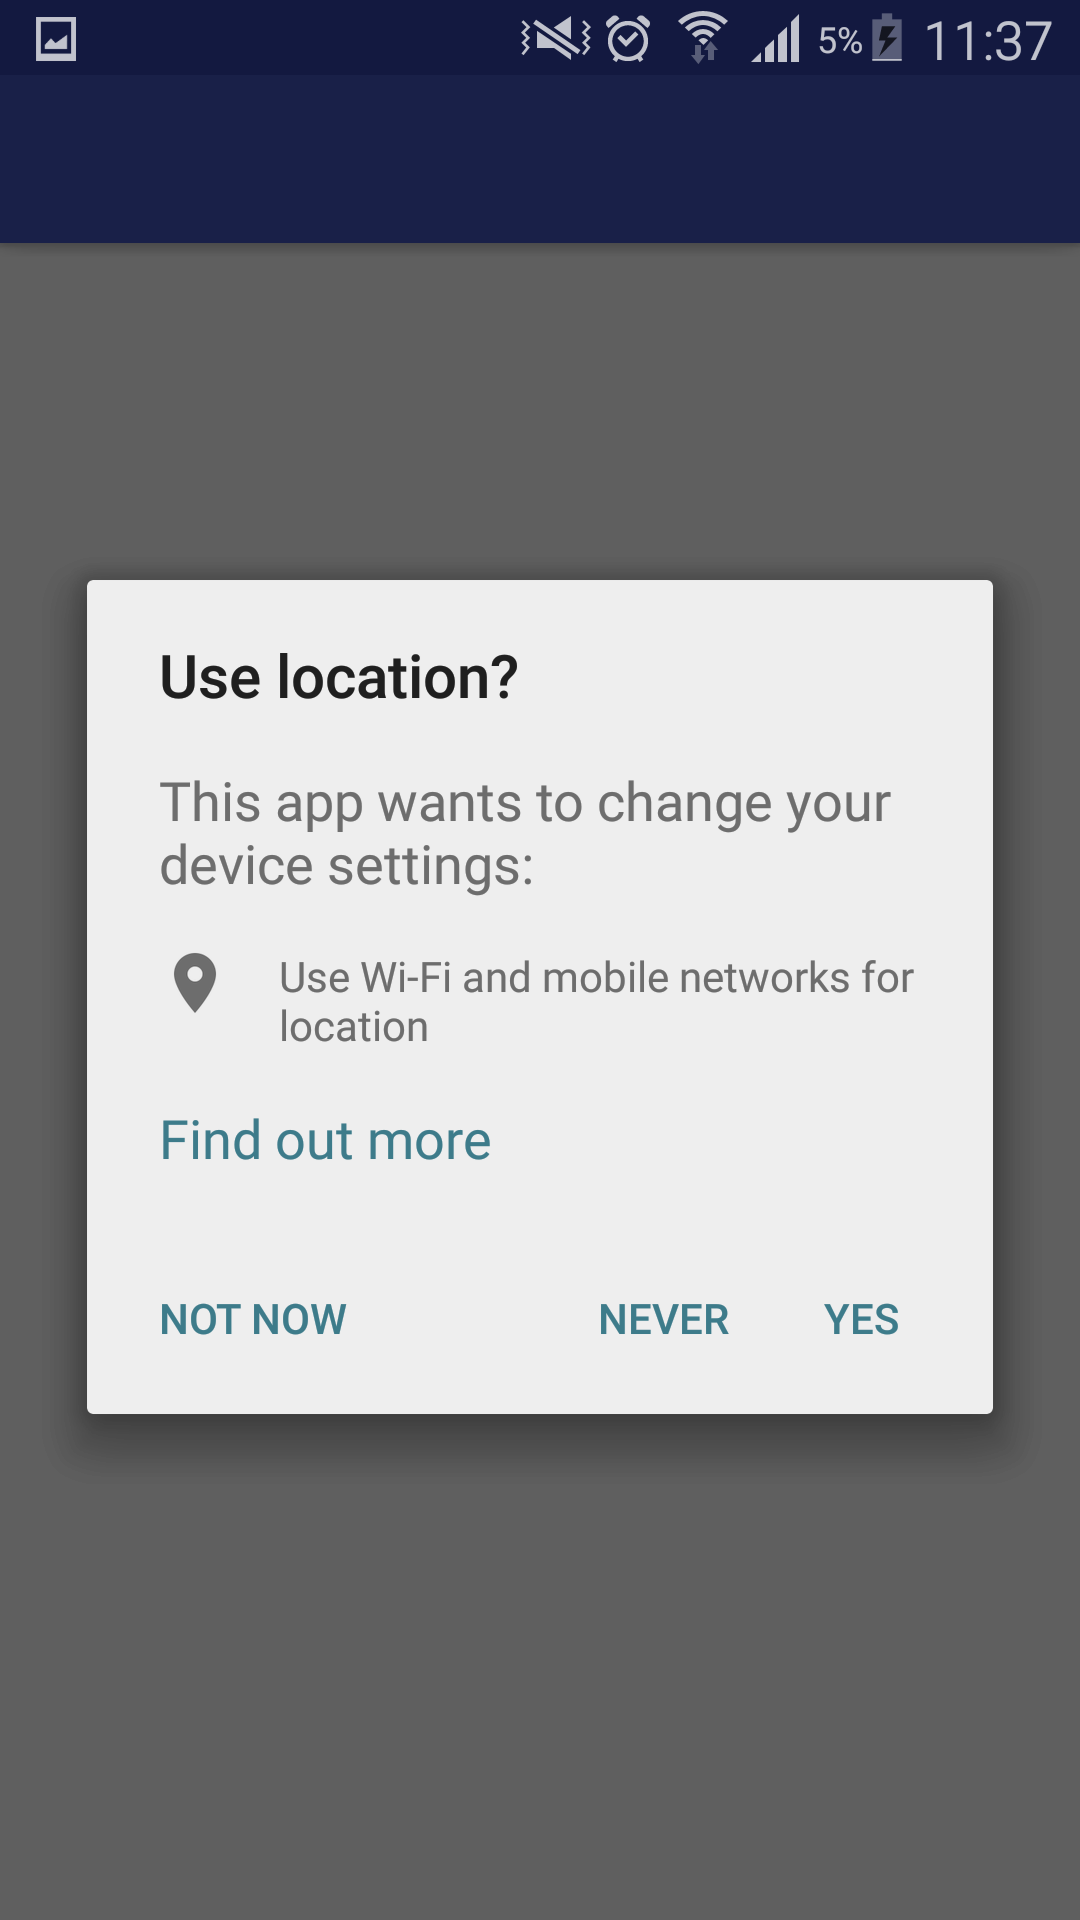 5% 11:37
Use location?
This app wants to change your
device settings:
Use Wi-Fi and mobile networks for
location
Find out more
NOT NOW NEVER YES